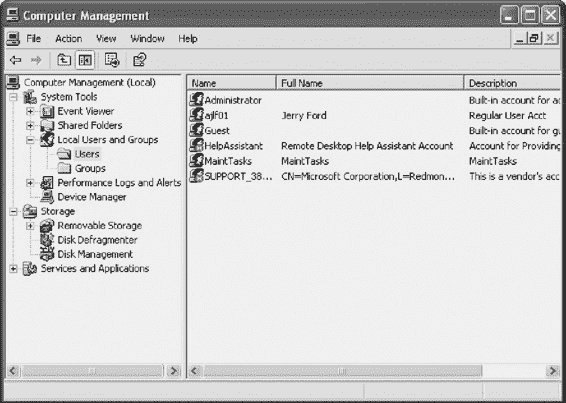 Computer Management
File Action View Window Help
Computer Management (Local)
System Tools
Event Viewer
Shared Folders
Local Users and Groups
Users
Groups
Performance Logs and Alerts
Device Manager
Storage
Removable Storage
Disk Defragmenter
Disk Management
Services and Applications
Name Full Name Description
Administrator Built-in account for ac
ajlf01 Jerry Ford Regular User Acct
Guest Built-in account for gu
HelpAssistant Remote Desktop Help Assistant Account Account for Providing
MaintTasks MaintTasks MaintTasks
SUPPORT_38... CN=Microsoft Corporation,L=Redmon... This is a vendor's acc